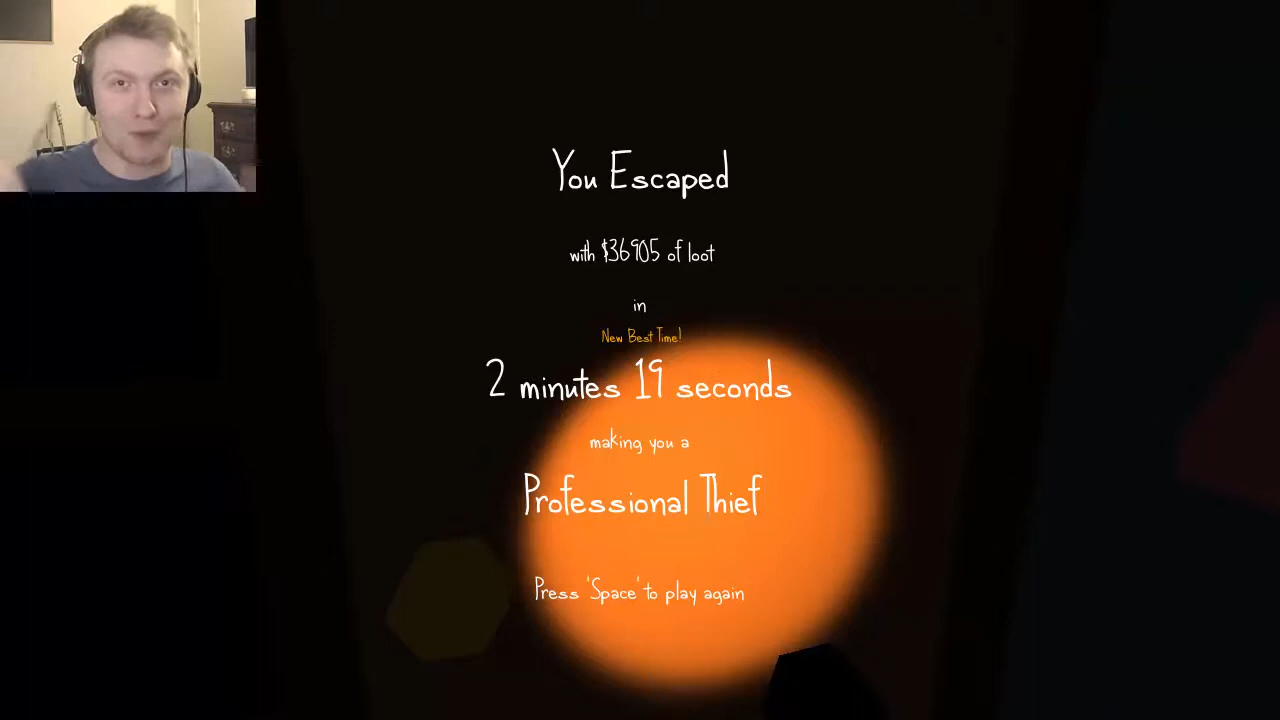 You Escaped
with $36905 of loot
in
New Best Time!
2 minutes 19 seconds
making you a
Professional Thief
Press 'Space' to play again